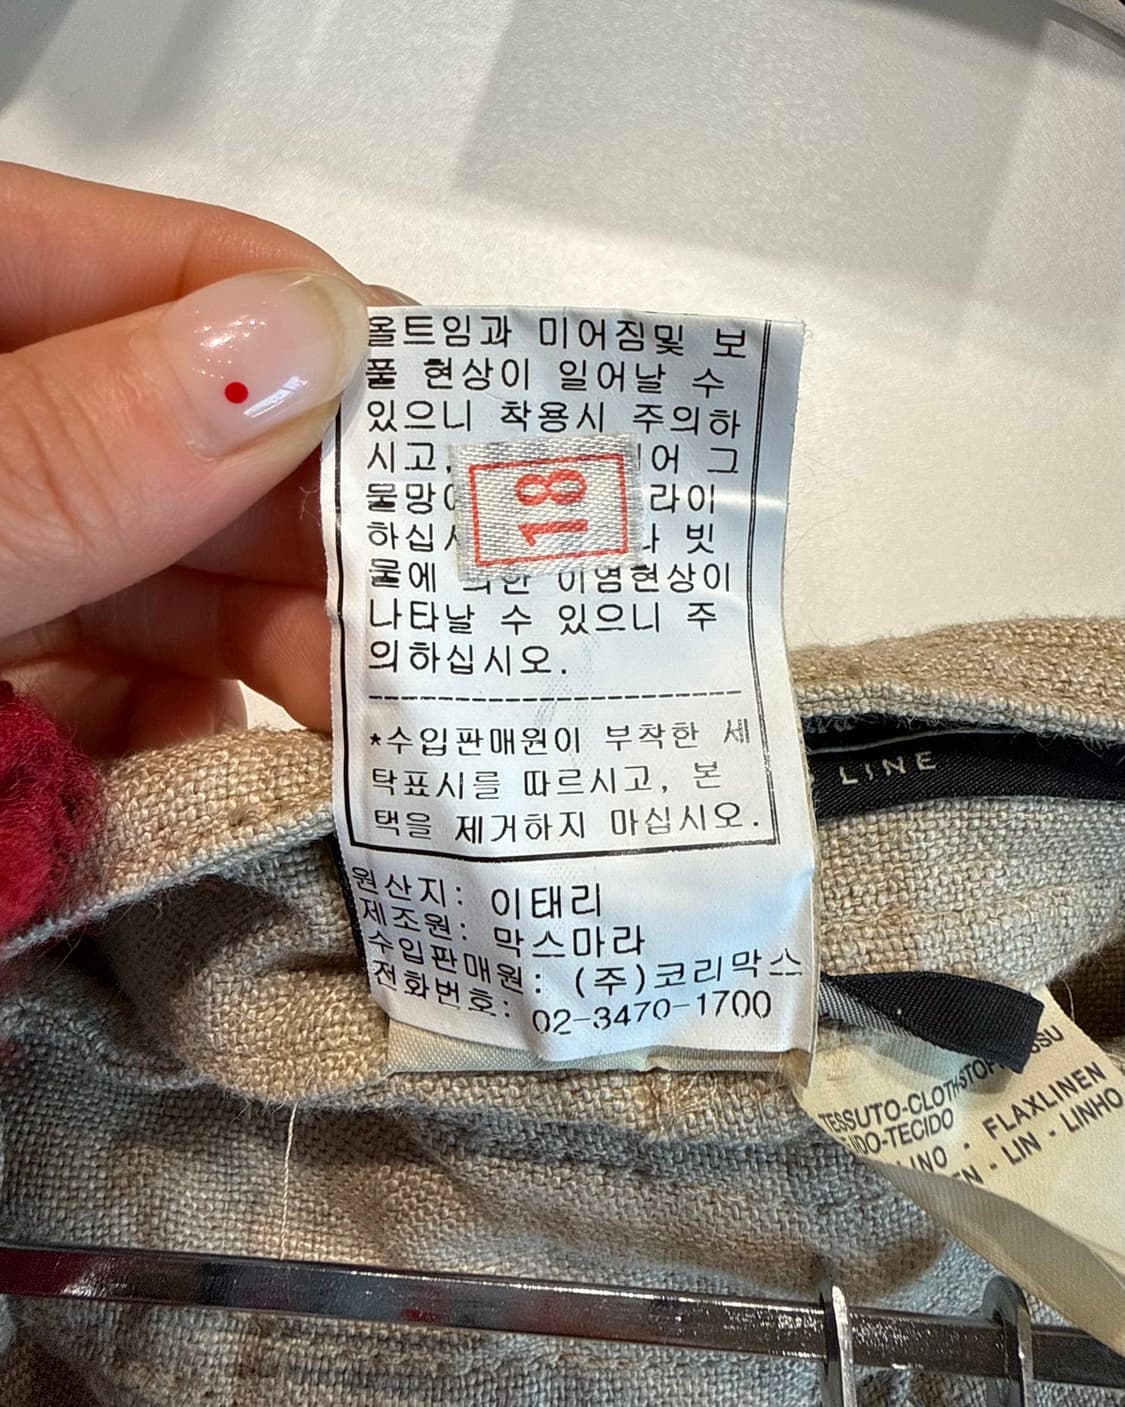 올트임과 미어짐및 보
풀 현상이 일어날 수
있으니 착용시 주의하
시고, 어 그
물망 라이
하십 빗
물에 의한 이염현상이
나타날 수 있으니 주
의하십시오.
18
*수입판매원이 부착한 세
탁표시를 따르시고, 본
택을 제거하지 마십시오.
원산지: 이태리
제조원: 막스마라
수입판매원: (주)코리막스
전화번호: 02-3470-1700
LINE
TESSUTO-CLOTH-STOFF
TECIDO
FLAXLINEN
LIN - LINHO